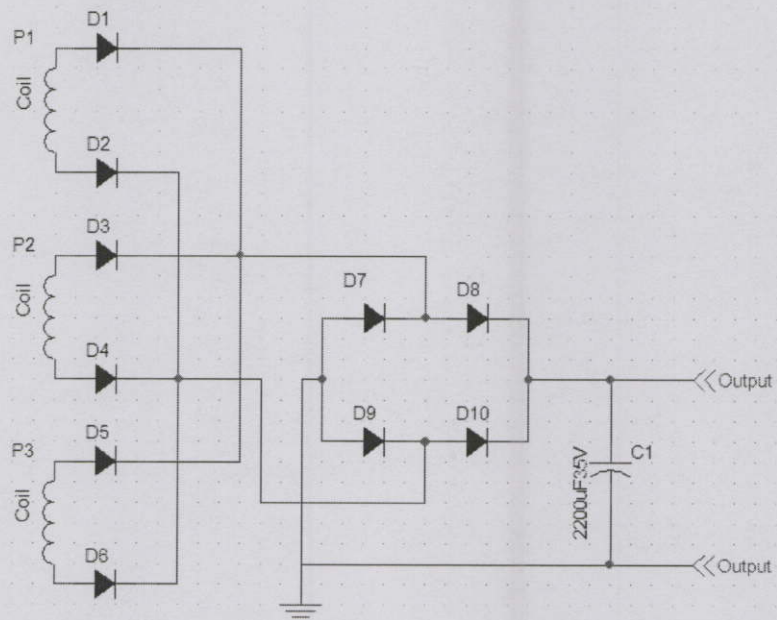 P1
D1
Coil
D2
P2
D3
Coil
D4
P3
D5
Coil
D6
D7
D8
D9
D10
C1
2200uF35V
Output
Output